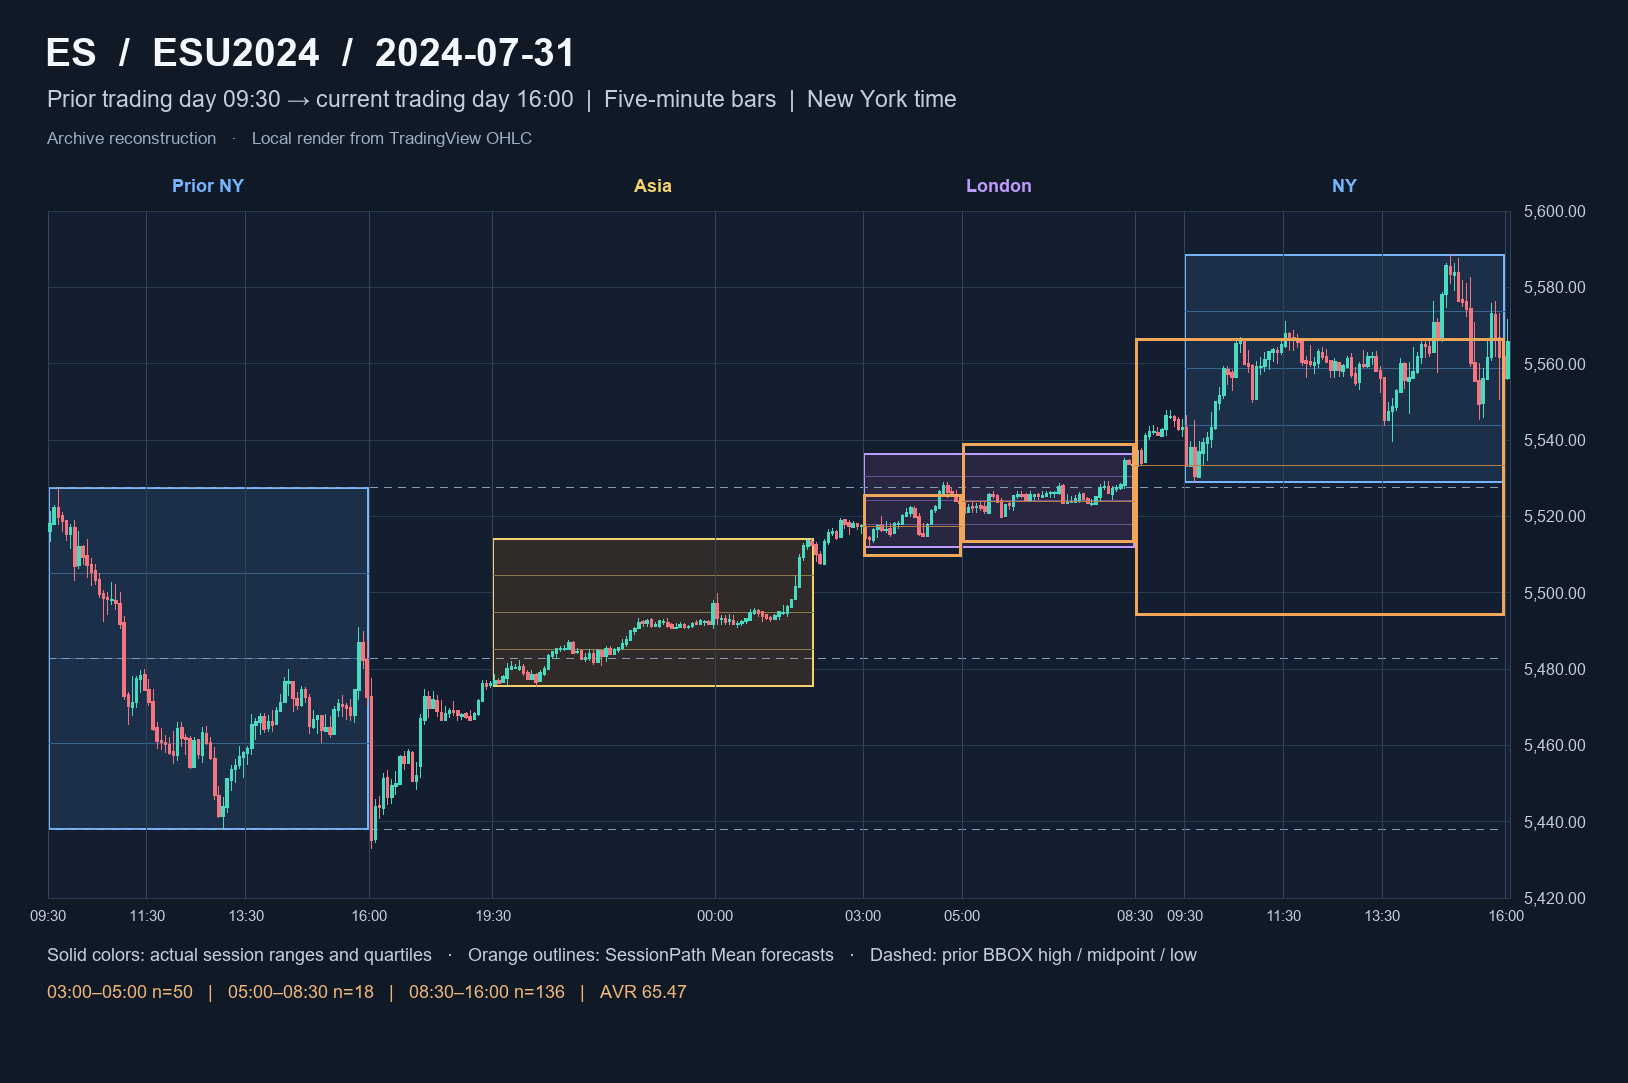 ES / ESU2024 / 2024-07-31
Prior trading day 09:30 → current trading day 16:00 | Five-minute bars | New York time
Archive reconstruction · Local render from TradingView OHLC
Prior NY Asia London NY
5,600.00
5,580.00
5,560.00
5,540.00
5,520.00
5,500.00
5,480.00
5,460.00
5,440.00
5,420.00
09:30 11:30 13:30 16:00 19:30 00:00 03:00 05:00 08:30 09:30 11:30 13:30 16:00
Solid colors: actual session ranges and quartiles · Orange outlines: SessionPath Mean forecasts · Dashed: prior BBOX high / midpoint / low
03:00–05:00 n=50 | 05:00–08:30 n=18 | 08:30–16:00 n=136 | AVR 65.47